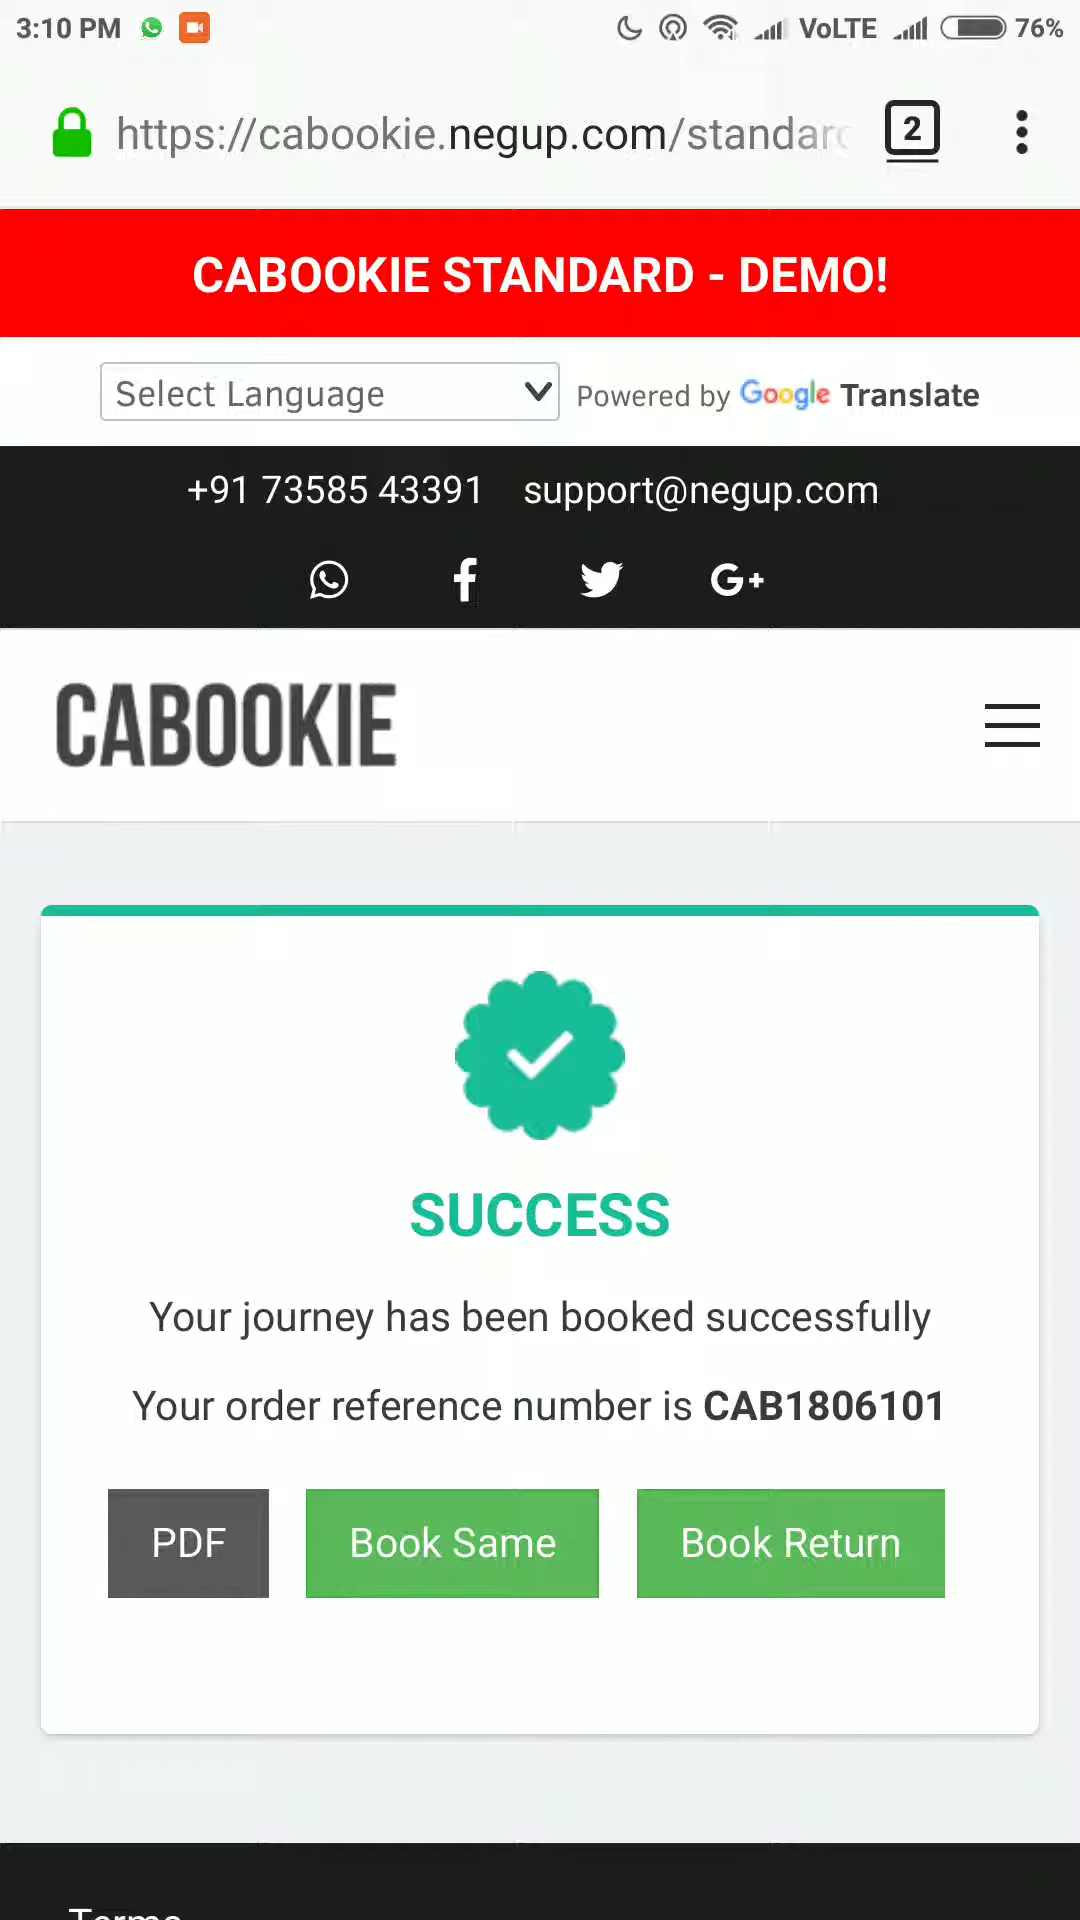 3:10 PM VoLTE 76%
https://cabookie.negup.com/standard 2
CABOOKIE STANDARD - DEMO!
Select Language Powered by Google Translate
+91 73585 43391 support@negup.com
G+
CABOOKIE
SUCCESS
Your journey has been booked successfully
Your order reference number is CAB1806101
PDF Book Same Book Return
Terms